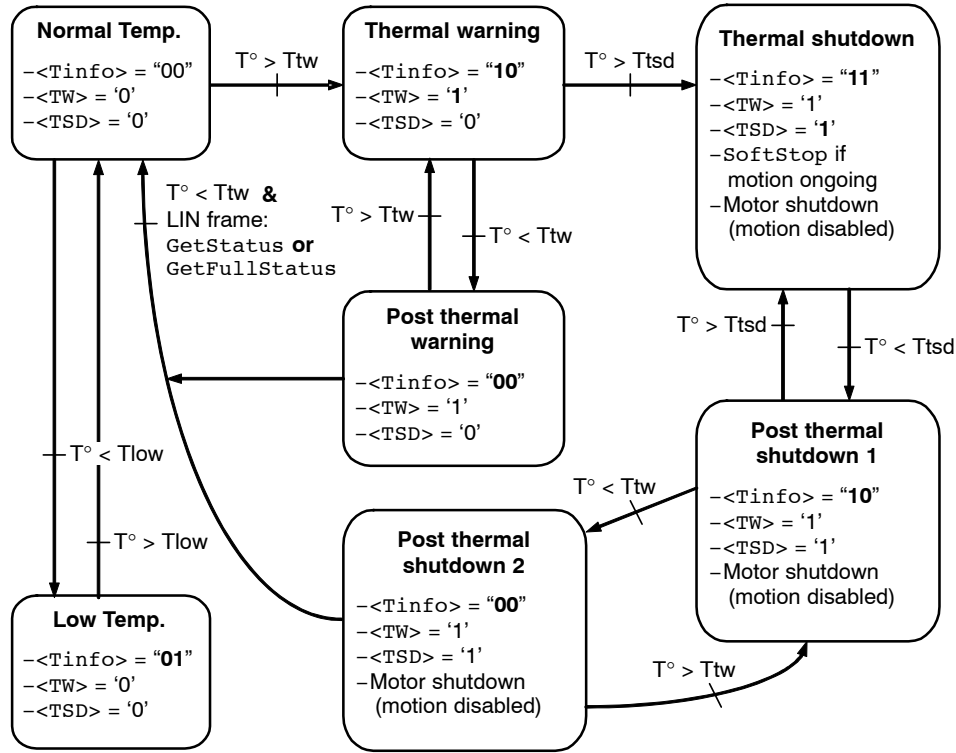 Normal Temp.
–<Tinfo> = “00”
–<TW> = ‘0’
–<TSD> = ‘0’
T° > Ttw
Thermal warning
–<Tinfo> = “10”
–<TW> = ‘1’
–<TSD> = ‘0’
T° > Ttsd
Thermal shutdown
–<Tinfo> = “11”
–<TW> = ‘1’
–<TSD> = ‘1’
–SoftStop if
motion ongoing
–Motor shutdown
(motion disabled)
T° < Ttw &
LIN frame:
GetStatus or
GetFullStatus
T° > Ttw
T° < Ttw
Post thermal
warning
–<Tinfo> = “00”
–<TW> = ‘1’
–<TSD> = ‘0’
T° > Ttsd
T° < Ttsd
Post thermal
shutdown 1
–<Tinfo> = “10”
–<TW> = ‘1’
–<TSD> = ‘1’
–Motor shutdown
(motion disabled)
T° < Tlow
T° > Tlow
T° < Ttw
Post thermal
shutdown 2
–<Tinfo> = “00”
–<TW> = ‘1’
–<TSD> = ‘1’
–Motor shutdown
(motion disabled)
T° > Ttw
Low Temp.
–<Tinfo> = “01”
–<TW> = ‘0’
–<TSD> = ‘0’